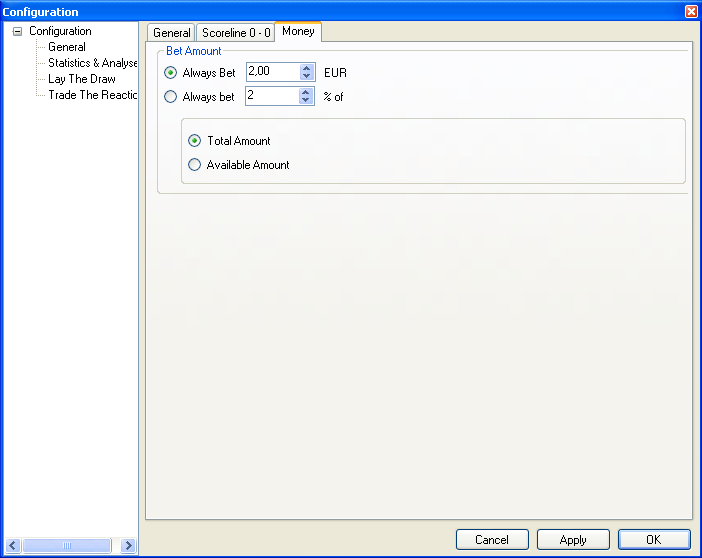 Configuration
Configuration
General
Statistics & Analyse
Lay The Draw
Trade The Reactio
General Scoreline 0 - 0 Money
Bet Amount
Always Bet 2,00 EUR
Always bet 2 % of
Total Amount
Available Amount
Cancel Apply OK